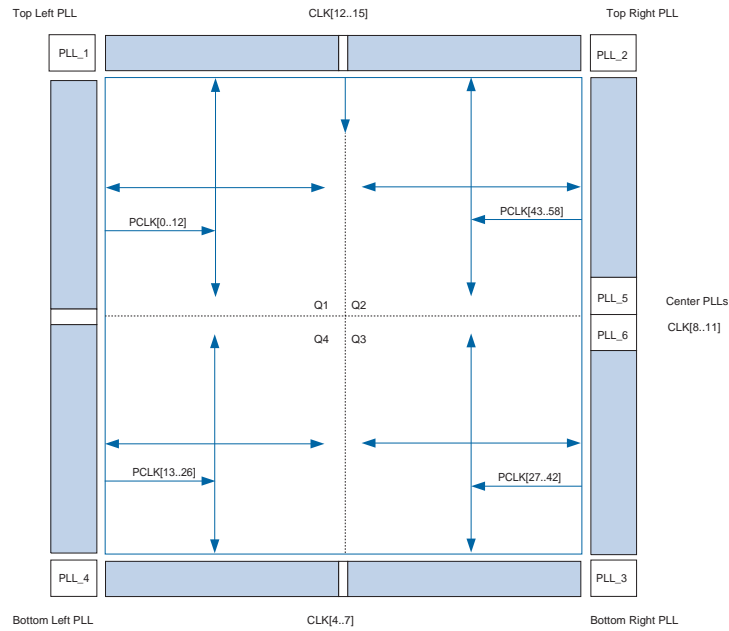 Top Left PLL
CLK[12..15]
Top Right PLL
PLL_1
PLL_2
PCLK[0..12]
PCLK[43..58]
Q1
Q2
PLL_5
Center PLLs
Q4
Q3
PLL_6
CLK[8..11]
PCLK[13..26]
PCLK[27..42]
PLL_4
PLL_3
Bottom Left PLL
CLK[4..7]
Bottom Right PLL